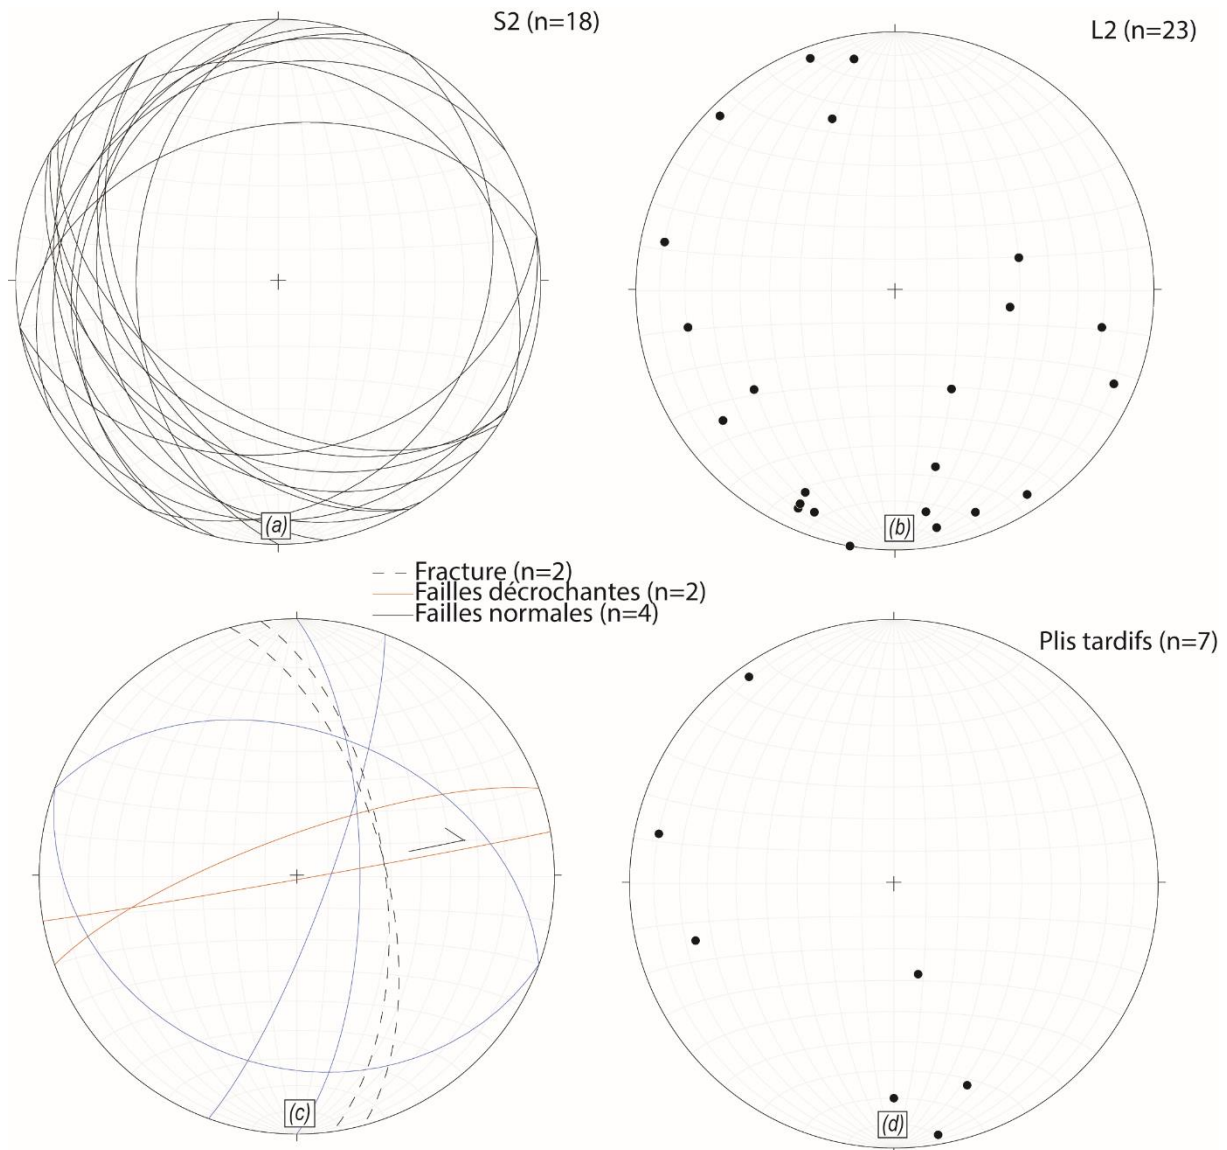 S2 (n=18)
L2 (n=23)
(a)
(b)
Fracture (n=2)
Failles décrochantes (n=2)
Failles normales (n=4)
Plis tardifs (n=7)
(c)
(d)